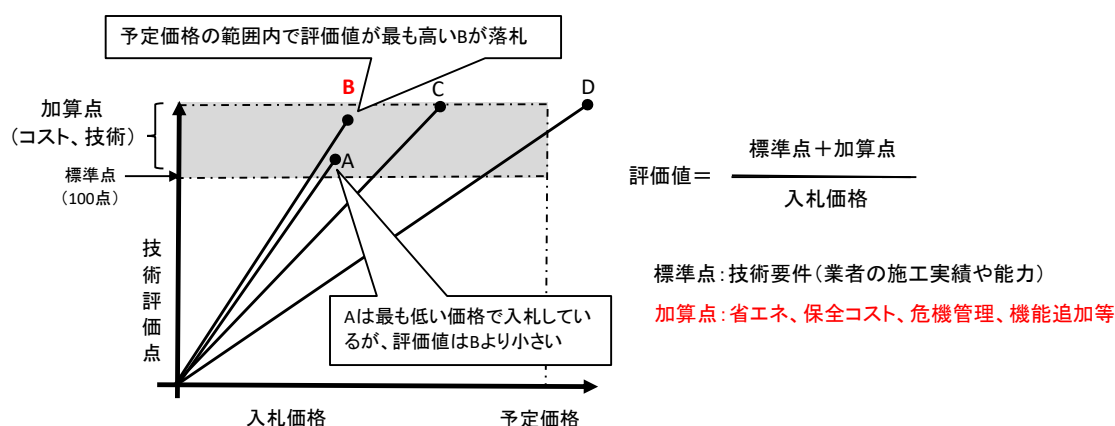 予定価格の範囲内で評価値が最も高いBが落札
B
C
D
A
加算点
(コスト、技術)
標準点
(100点)
技術評価点
Aは最も低い価格で入札してい
るが、評価値はBより小さい
入札価格
予定価格
評価値=
標準点+加算点
入札価格
標準点:技術要件(業者の施工実績や能力)
加算点:省エネ、保全コスト、危機管理、機能追加等